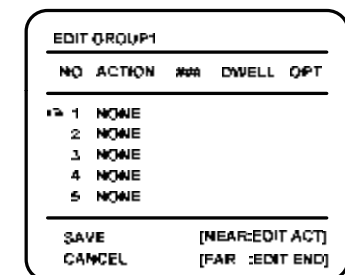 EDIT GROUP1
NO ACTION ### DWELL OPT
1 NONE
2 NONE
3 NONE
4 NONE
5 NONE
SAVE [NEAR:EDIT ACT]
CANCEL [FAR :EDIT END]